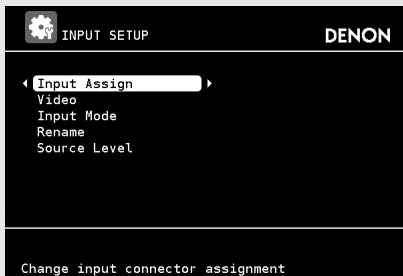 INPUT SETUP
DENON
Input Assign
Video
Input Mode
Rename
Source Level
Change input connector assignment